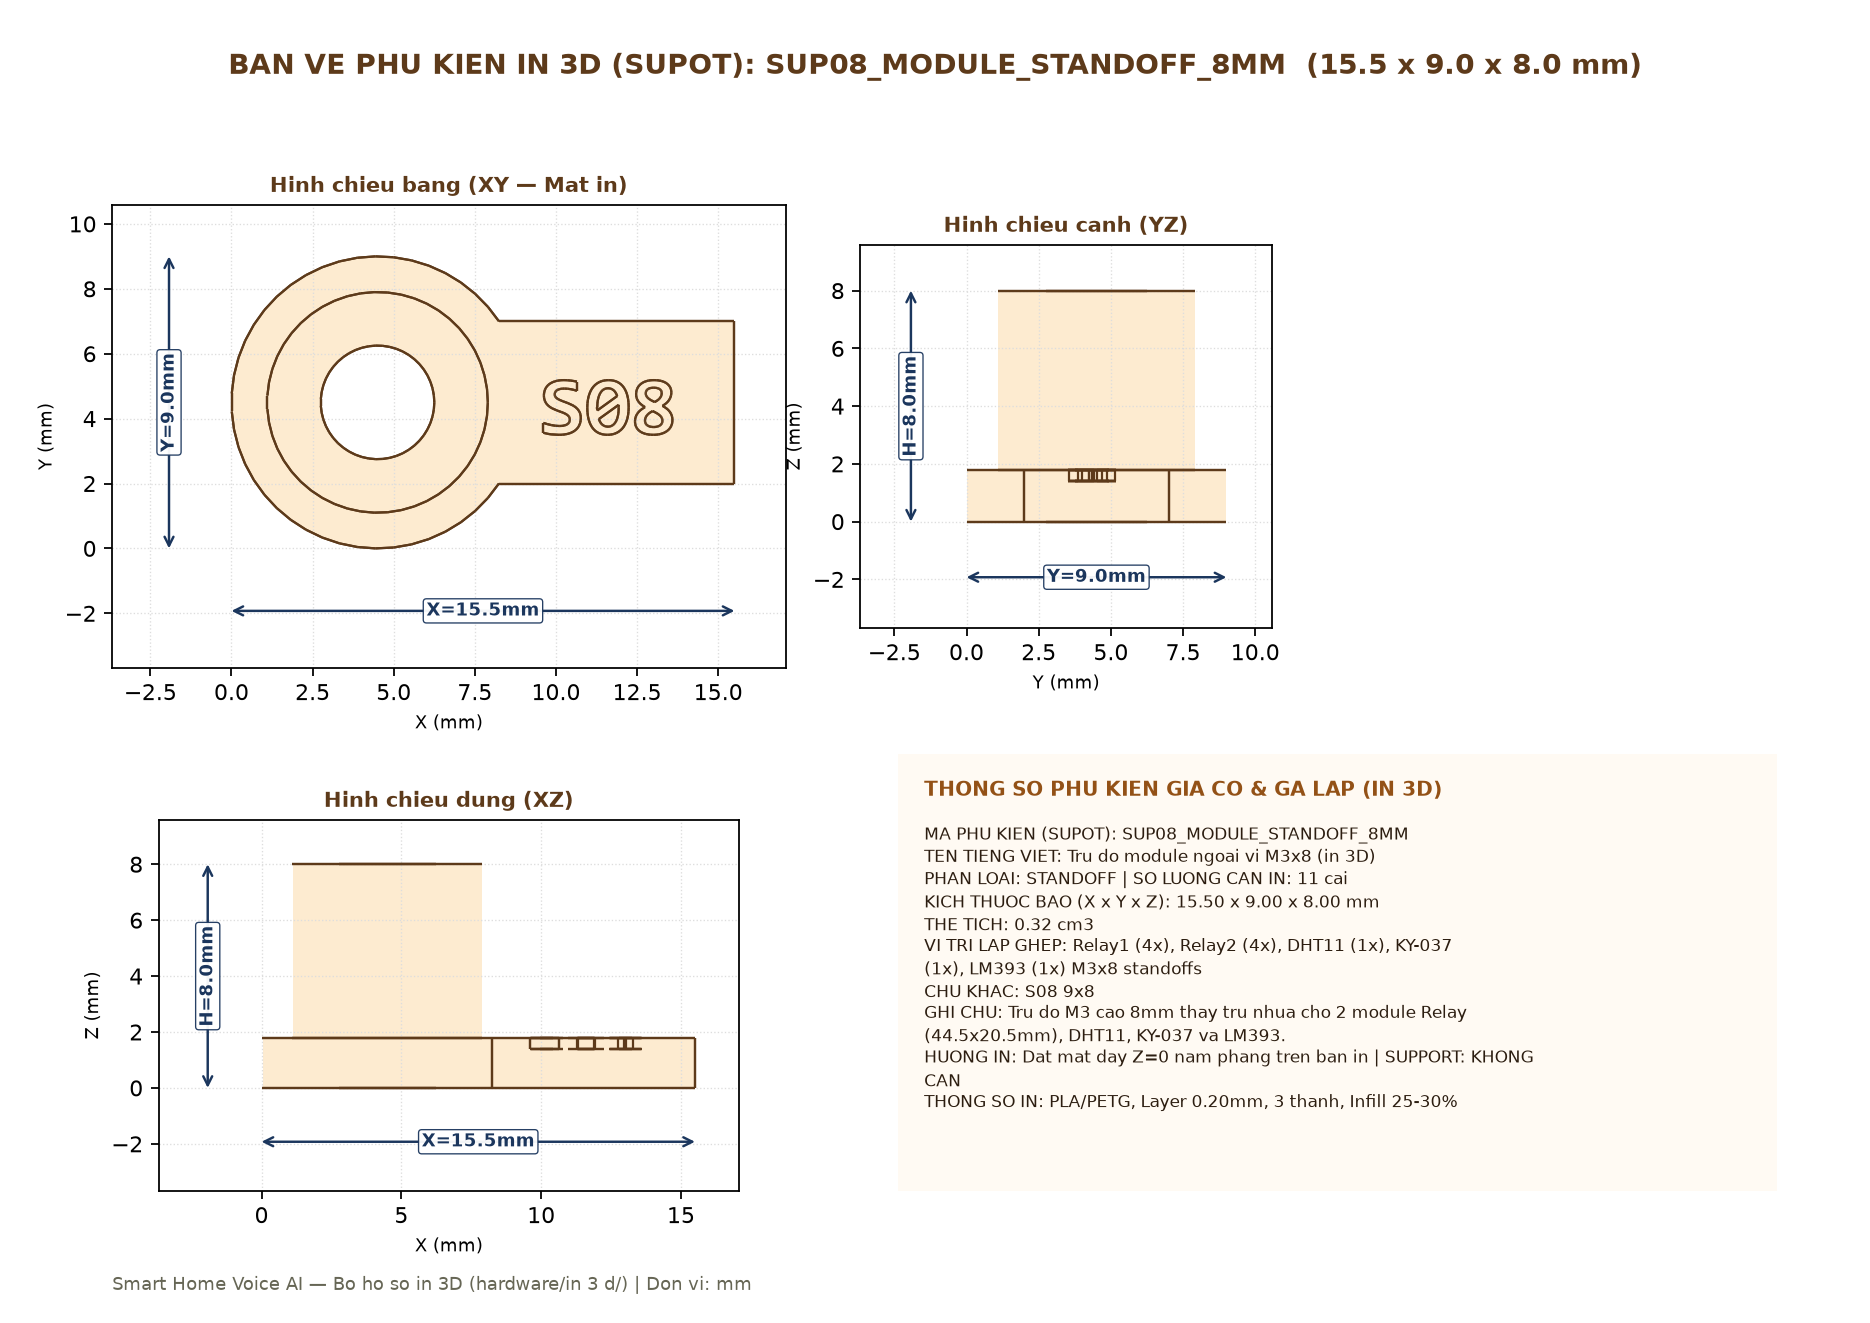 BAN VE PHU KIEN IN 3D (SUPOT): SUP08_MODULE_STANDOFF_8MM (15.5 x 9.0 x 8.0 mm)
Hinh chieu bang (XY — Mat in)
10
8
6
4
2
0
−2
Y (mm)
Y=9.0mm
S08
X=15.5mm
−2.5 0.0 2.5 5.0 7.5 10.0 12.5 15.0
X (mm)
Hinh chieu canh (YZ)
8
6
4
2
0
−2
Z (mm)
H=8.0mm
Y=9.0mm
−2.5 0.0 2.5 5.0 7.5 10.0
Y (mm)
Hinh chieu dung (XZ)
8
6
4
2
0
−2
Z (mm)
H=8.0mm
X=15.5mm
0 5 10 15
X (mm)
THONG SO PHU KIEN GIA CO & GA LAP (IN 3D)
MA PHU KIEN (SUPOT): SUP08_MODULE_STANDOFF_8MM
TEN TIENG VIET: Tru do module ngoai vi M3x8 (in 3D)
PHAN LOAI: STANDOFF | SO LUONG CAN IN: 11 cai
KICH THUOC BAO (X x Y x Z): 15.50 x 9.00 x 8.00 mm
THE TICH: 0.32 cm3
VI TRI LAP GHEP: Relay1 (4x), Relay2 (4x), DHT11 (1x), KY-037
(1x), LM393 (1x) M3x8 standoffs
CHU KHAC: S08 9x8
GHI CHU: Tru do M3 cao 8mm thay tru nhua cho 2 module Relay
(44.5x20.5mm), DHT11, KY-037 va LM393.
HUONG IN: Dat mat day Z=0 nam phang tren ban in | SUPPORT: KHONG
CAN
THONG SO IN: PLA/PETG, Layer 0.20mm, 3 thanh, Infill 25-30%
Smart Home Voice AI — Bo ho so in 3D (hardware/in 3 d/) | Don vi: mm